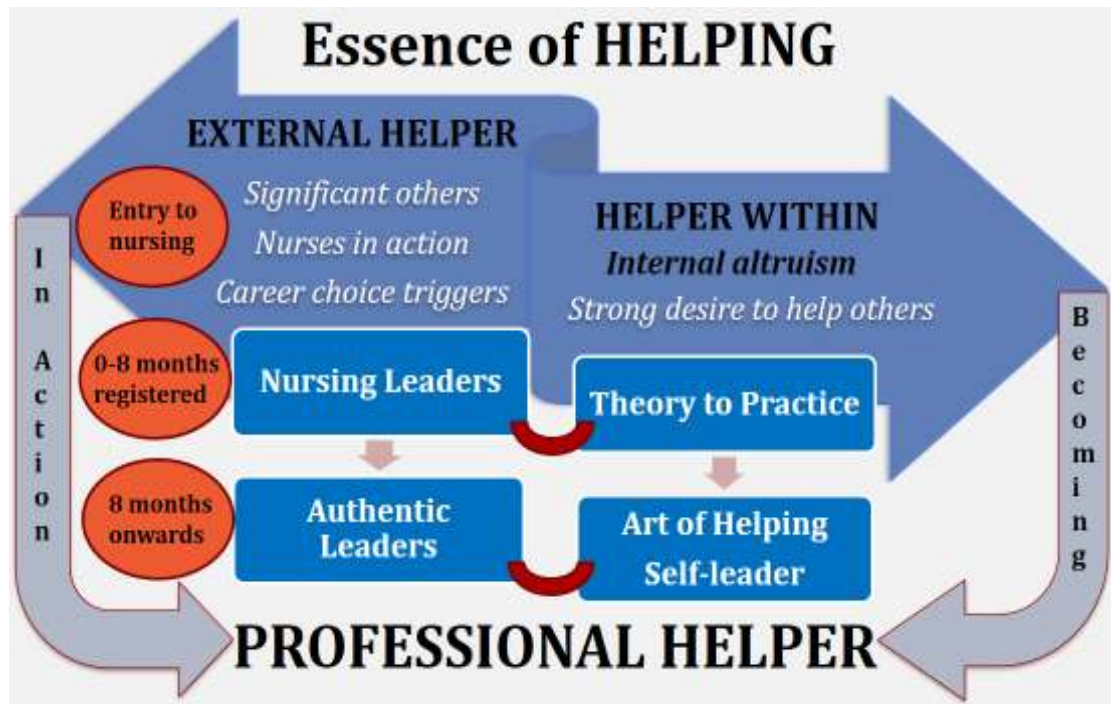 Essence of HELPING
EXTERNAL HELPER
Significant others
Nurses in action
Career choice triggers
HELPER WITHIN
Internal altruism
Strong desire to help others
Entry to
nursing
0-8 months
registered
8 months
onwards
Nursing Leaders
Theory to Practice
Authentic
Leaders
Art of Helping
Self-leader
In Action
Becoming
PROFESSIONAL HELPER